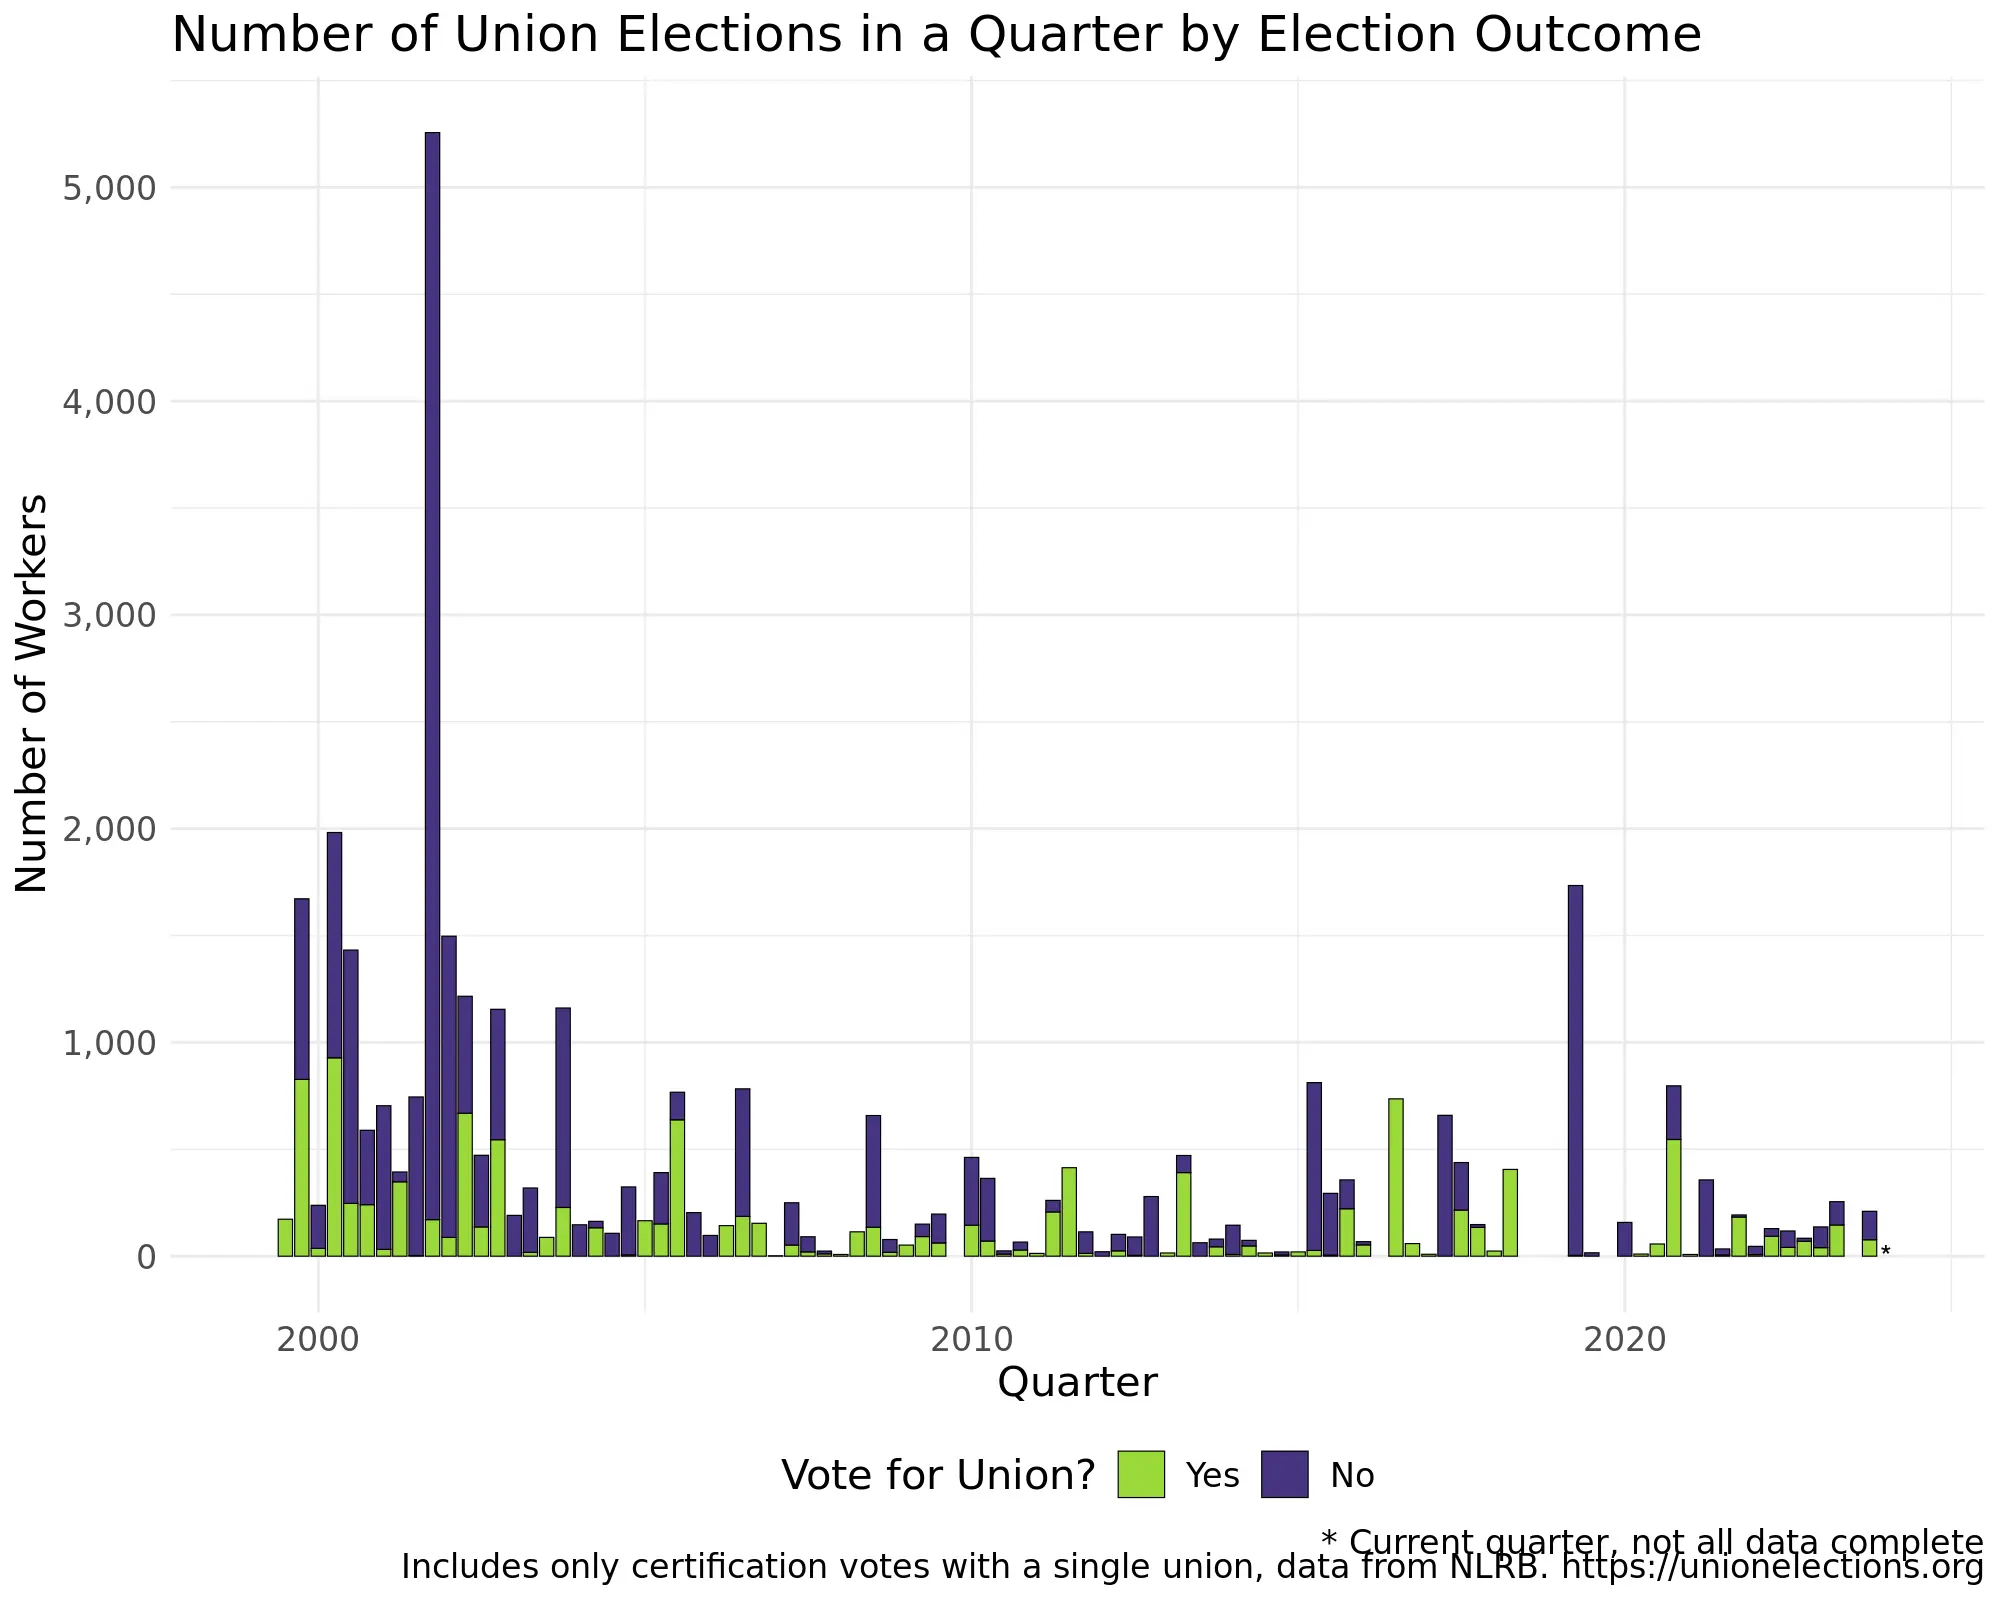 Number of Union Elections in a Quarter by Election Outcome
Number of Workers
5,000
4,000
3,000
2,000
1,000
0
*
2000
2010
2020
Quarter
Vote for Union?
Yes
No
* Current quarter, not all data complete
Includes only certification votes with a single union, data from NLRB. https://unionelections.org